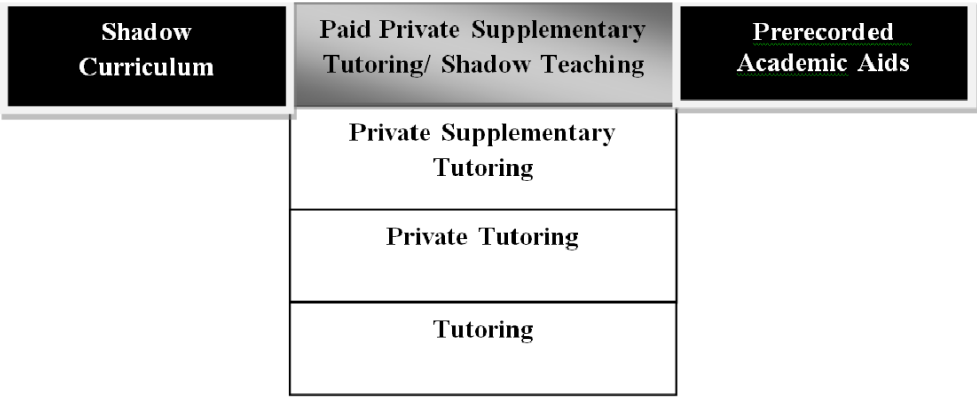 Shadow
Curriculum
Paid Private Supplementary
Tutoring/ Shadow Teaching
Prerecorded
Academic Aids
Private Supplementary
Tutoring
Private Tutoring
Tutoring